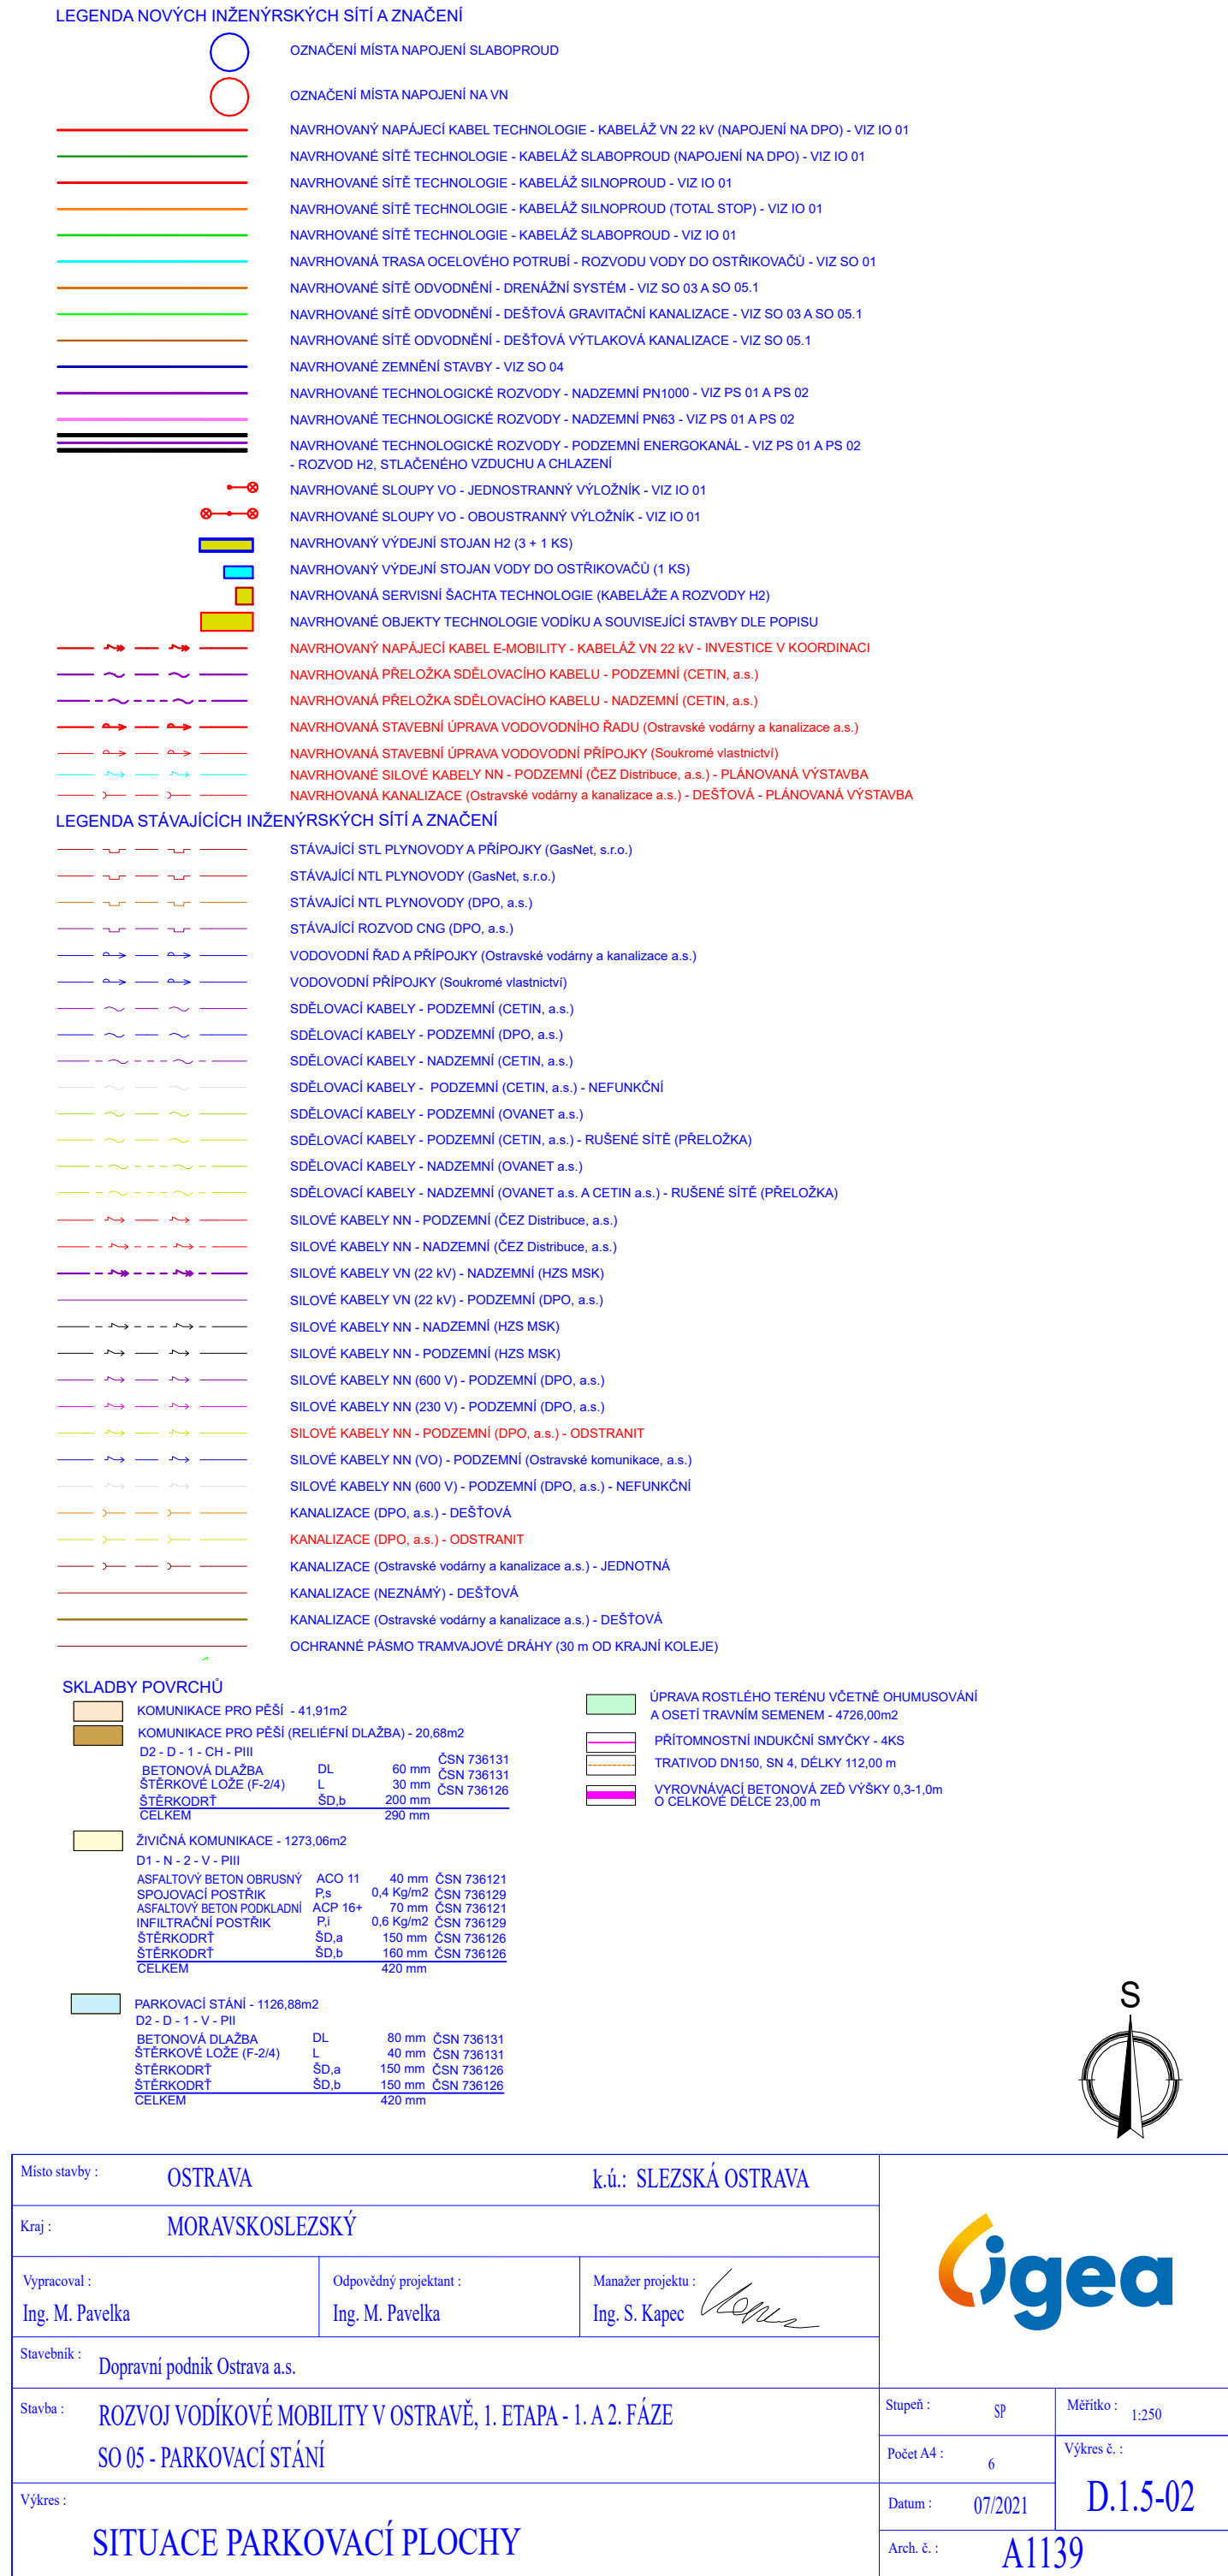 LEGENDA NOVÝCH INŽENÝRSKÝCH SÍTÍ A ZNAČENÍ
OZNAČENÍ MÍSTA NAPOJENÍ SLABOPROUD
OZNAČENÍ MÍSTA NAPOJENÍ NA VN
NAVRHOVANÝ NAPÁJECÍ KABEL TECHNOLOGIE - KABELÁŽ VN 22 kV (NAPOJENÍ NA DPO) - VIZ IO 01
NAVRHOVANÉ SÍTĚ TECHNOLOGIE - KABELÁŽ SLABOPROUD (NAPOJENÍ NA DPO) - VIZ IO 01
NAVRHOVANÉ SÍTĚ TECHNOLOGIE - KABELÁŽ SILNOPROUD - VIZ IO 01
NAVRHOVANÉ SÍTĚ TECHNOLOGIE - KABELÁŽ SILNOPROUD (TOTAL STOP) - VIZ IO 01
NAVRHOVANÉ SÍTĚ TECHNOLOGIE - KABELÁŽ SLABOPROUD - VIZ IO 01
NAVRHOVANÁ TRASA OCELOVÉHO POTRUBÍ - ROZVODU VODY DO OSTŘIKOVAČŮ - VIZ SO 01
NAVRHOVANÉ SÍTĚ ODVODNĚNÍ - DRENÁŽNÍ SYSTÉM - VIZ SO 03 A SO 05.1
NAVRHOVANÉ SÍTĚ ODVODNĚNÍ - DEŠŤOVÁ GRAVITAČNÍ KANALIZACE - VIZ SO 03 A SO 05.1
NAVRHOVANÉ SÍTĚ ODVODNĚNÍ - DEŠŤOVÁ VÝTLAKOVÁ KANALIZACE - VIZ SO 05.1
NAVRHOVANÉ ZEMNĚNÍ STAVBY - VIZ SO 04
NAVRHOVANÉ TECHNOLOGICKÉ ROZVODY - NADZEMNÍ PN1000 - VIZ PS 01 A PS 02
NAVRHOVANÉ TECHNOLOGICKÉ ROZVODY - NADZEMNÍ PN63 - VIZ PS 01 A PS 02
NAVRHOVANÉ TECHNOLOGICKÉ ROZVODY - PODZEMNÍ ENERGOKANÁL - VIZ PS 01 A PS 02
- ROZVOD H2, STLAČENÉHO VZDUCHU A CHLAZENÍ
NAVRHOVANÉ SLOUPY VO - JEDNOSTRANNÝ VÝLOŽNÍK - VIZ IO 01
NAVRHOVANÉ SLOUPY VO - OBOUSTRANNÝ VÝLOŽNÍK - VIZ IO 01
NAVRHOVANÝ VÝDEJNÍ STOJAN H2 (3 + 1 KS)
NAVRHOVANÝ VÝDEJNÍ STOJAN VODY DO OSTŘIKOVAČŮ (1 KS)
NAVRHOVANÁ SERVISNÍ ŠACHTA TECHNOLOGIE (KABELÁŽE A ROZVODY H2)
NAVRHOVANÉ OBJEKTY TECHNOLOGIE VODÍKU A SOUVISEJÍCÍ STAVBY DLE POPISU
NAVRHOVANÝ NAPÁJECÍ KABEL E-MOBILITY - KABELÁŽ VN 22 kV - INVESTICE V KOORDINACI
NAVRHOVANÁ PŘELOŽKA SDĚLOVACÍHO KABELU - PODZEMNÍ (CETIN, a.s.)
NAVRHOVANÁ PŘELOŽKA SDĚLOVACÍHO KABELU - NADZEMNÍ (CETIN, a.s.)
NAVRHOVANÁ STAVEBNÍ ÚPRAVA VODOVODNÍHO ŘADU (Ostravské vodárny a kanalizace a.s.)
NAVRHOVANÁ STAVEBNÍ ÚPRAVA VODOVODNÍ PŘÍPOJKY (Soukromé vlastnictví)
NAVRHOVANÉ SILOVÉ KABELY NN - PODZEMNÍ (ČEZ Distribuce, a.s.) - PLÁNOVANÁ VÝSTAVBA
NAVRHOVANÁ KANALIZACE (Ostravské vodárny a kanalizace a.s.) - DEŠŤOVÁ - PLÁNOVANÁ VÝSTAVBA
LEGENDA STÁVAJÍCÍCH INŽENÝRSKÝCH SÍTÍ A ZNAČENÍ
STÁVAJÍCÍ STL PLYNOVODY A PŘÍPOJKY (GasNet, s.r.o.)
STÁVAJÍCÍ NTL PLYNOVODY (GasNet, s.r.o.)
STÁVAJÍCÍ NTL PLYNOVODY (DPO, a.s.)
STÁVAJÍCÍ ROZVOD CNG (DPO, a.s.)
VODOVODNÍ ŘAD A PŘÍPOJKY (Ostravské vodárny a kanalizace a.s.)
VODOVODNÍ PŘÍPOJKY (Soukromé vlastnictví)
SDĚLOVACÍ KABELY - PODZEMNÍ (CETIN, a.s.)
SDĚLOVACÍ KABELY - PODZEMNÍ (DPO, a.s.)
SDĚLOVACÍ KABELY - NADZEMNÍ (CETIN, a.s.)
SDĚLOVACÍ KABELY - PODZEMNÍ (CETIN, a.s.) - NEFUNKČNÍ
SDĚLOVACÍ KABELY - PODZEMNÍ (OVANET a.s.)
SDĚLOVACÍ KABELY - PODZEMNÍ (CETIN, a.s.) - RUŠENÉ SÍTĚ (PŘELOŽKA)
SDĚLOVACÍ KABELY - NADZEMNÍ (OVANET a.s.)
SDĚLOVACÍ KABELY - NADZEMNÍ (OVANET a.s. A CETIN a.s.) - RUŠENÉ SÍTĚ (PŘELOŽKA)
SILOVÉ KABELY NN - PODZEMNÍ (ČEZ Distribuce, a.s.)
SILOVÉ KABELY NN - NADZEMNÍ (ČEZ Distribuce, a.s.)
SILOVÉ KABELY VN (22 kV) - NADZEMNÍ (HZS MSK)
SILOVÉ KABELY VN (22 kV) - PODZEMNÍ (DPO, a.s.)
SILOVÉ KABELY NN - NADZEMNÍ (HZS MSK)
SILOVÉ KABELY NN - PODZEMNÍ (HZS MSK)
SILOVÉ KABELY NN (600 V) - PODZEMNÍ (DPO, a.s.)
SILOVÉ KABELY NN (230 V) - PODZEMNÍ (DPO, a.s.)
SILOVÉ KABELY NN - PODZEMNÍ (DPO, a.s.) - ODSTRANIT
SILOVÉ KABELY NN (VO) - PODZEMNÍ (Ostravské komunikace, a.s.)
SILOVÉ KABELY NN (600 V) - PODZEMNÍ (DPO, a.s.) - NEFUNKČNÍ
KANALIZACE (DPO, a.s.) - DEŠŤOVÁ
KANALIZACE (DPO, a.s.) - ODSTRANIT
KANALIZACE (Ostravské vodárny a kanalizace a.s.) - JEDNOTNÁ
KANALIZACE (NEZNÁMÝ) - DEŠŤOVÁ
KANALIZACE (Ostravské vodárny a kanalizace a.s.) - DEŠŤOVÁ
OCHRANNÉ PÁSMO TRAMVAJOVÉ DRÁHY (30 m OD KRAJNÍ KOLEJE)
SKLADBY POVRCHŮ
KOMUNIKACE PRO PĚŠÍ - 41,91m2
KOMUNIKACE PRO PĚŠÍ (RELIÉFNÍ DLAŽBA) - 20,68m2
D2 - D - 1 - CH - PIII
BETONOVÁ DLAŽBA DL 60 mm ČSN 736131
ŠTĚRKOVÉ LOŽE (F-2/4) L 30 mm ČSN 736131
ŠTĚRKODRŤ ŠD,b 200 mm ČSN 736126
CELKEM 290 mm
ŽIVIČNÁ KOMUNIKACE - 1273,06m2
D1 - N - 2 - V - PIII
ASFALTOVÝ BETON OBRUSNÝ ACO 11 40 mm ČSN 736121
SPOJOVACÍ POSTŘIK P,s 0,4 Kg/m2 ČSN 736129
ASFALTOVÝ BETON PODKLADNÍ ACP 16+ 70 mm ČSN 736121
INFILTRAČNÍ POSTŘIK P,i 0,6 Kg/m2 ČSN 736129
ŠTĚRKODRŤ ŠD,a 150 mm ČSN 736126
ŠTĚRKODRŤ ŠD,b 160 mm ČSN 736126
CELKEM 420 mm
PARKOVACÍ STÁNÍ - 1126,88m2
D2 - D - 1 - V - PII
BETONOVÁ DLAŽBA DL 80 mm ČSN 736131
ŠTĚRKOVÉ LOŽE (F-2/4) L 40 mm ČSN 736131
ŠTĚRKODRŤ ŠD,a 150 mm ČSN 736126
ŠTĚRKODRŤ ŠD,b 150 mm ČSN 736126
CELKEM 420 mm
ÚPRAVA ROSTLÉHO TERÉNU VČETNĚ OHUMUSOVÁNÍ
A OSETÍ TRAVNÍM SEMENEM - 4726,00m2
PŘÍTOMNOSTNÍ INDUKČNÍ SMYČKY - 4KS
TRATIVOD DN150, SN 4, DÉLKY 112,00 m
VYROVNÁVACÍ BETONOVÁ ZEĎ VÝŠKY 0,3-1,0m
O CELKOVÉ DÉLCE 23,00 m
S
Místo stavby : OSTRAVA k.ú.: SLEZSKÁ OSTRAVA
Kraj : MORAVSKOSLEZSKÝ
Vypracoval : Odpovědný projektant : Manažer projektu :
Ing. M. Pavelka Ing. M. Pavelka Ing. S. Kapec
igea
Stavebník : Dopravní podnik Ostrava a.s.
Stavba : ROZVOJ VODÍKOVÉ MOBILITY V OSTRAVĚ, 1. ETAPA - 1. A 2. FÁZE
SO 05 - PARKOVACÍ STÁNÍ
Stupeň : SP Měřítko : 1:250
Počet A4 : 6 Výkres č. :
Datum : 07/2021 D.1.5-02
Výkres :
SITUACE PARKOVACÍ PLOCHY
Arch. č. : A1139